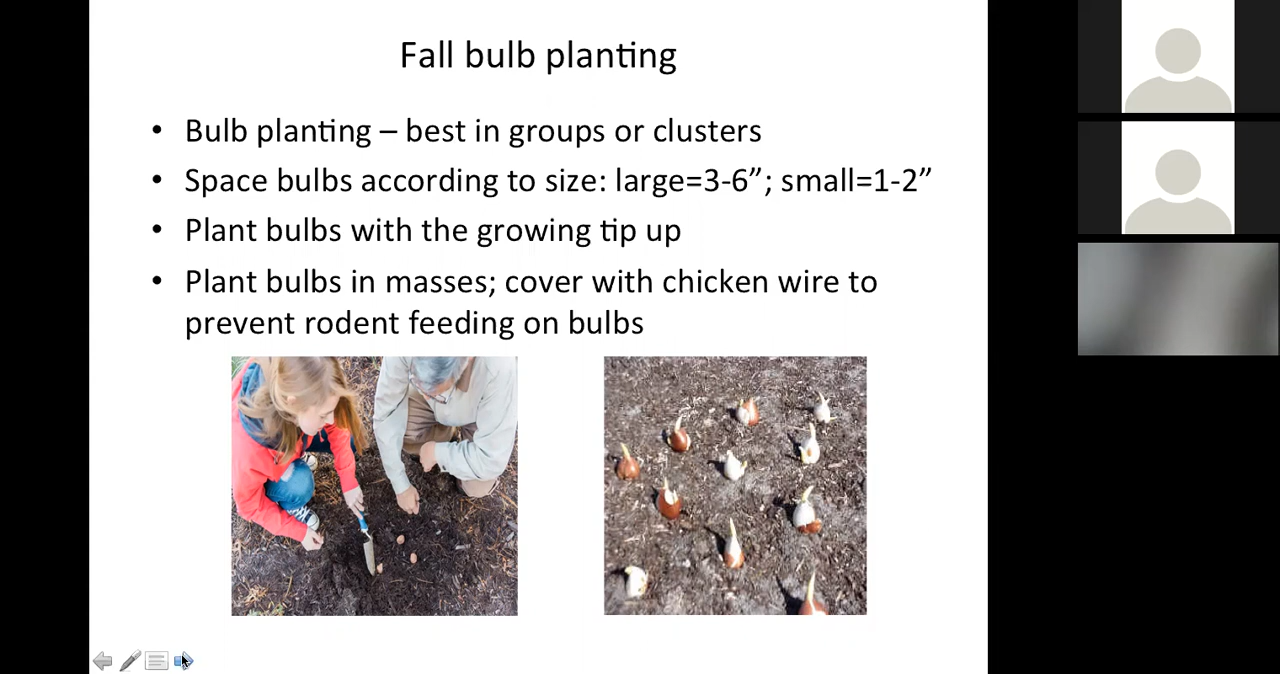 Fall bulb planting
• Bulb planting – best in groups or clusters
• Space bulbs according to size: large=3-6”; small=1-2”
• Plant bulbs with the growing tip up
• Plant bulbs in masses; cover with chicken wire to
prevent rodent feeding on bulbs